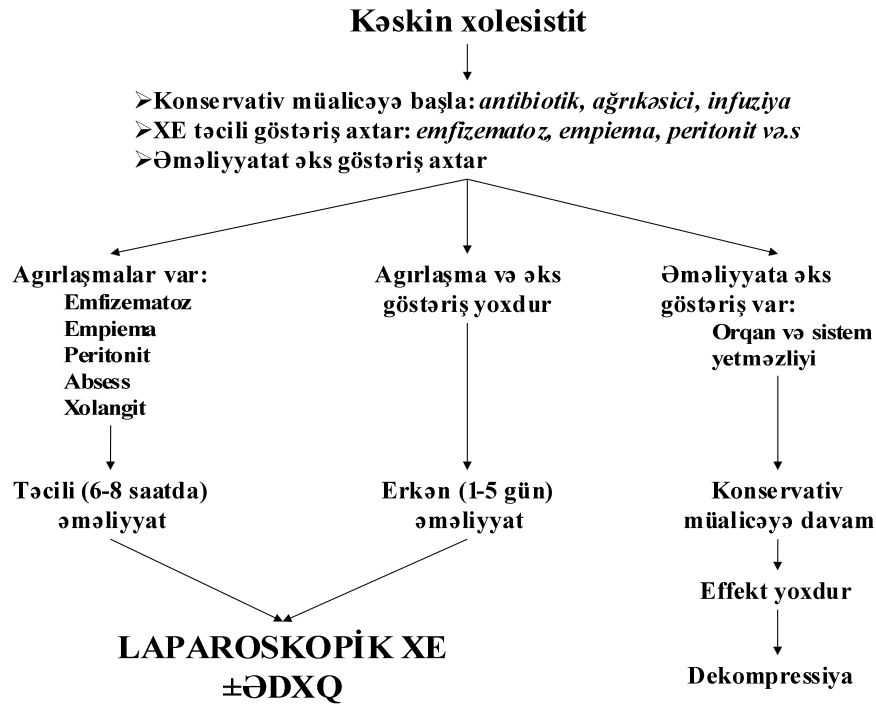 Kəskin xolesistit
➢Konservativ müalicəyə başla: antibiotik, ağrıkəsici, infuziya
➢XE təcili göstəriş axtar: emfizematoz, empiema, peritonit və.s
➢Əməliyyatat əks göstəriş axtar
Agırlaşmalar var:
Emfizematoz
Empiema
Peritonit
Absess
Xolangit
Agırlaşma və əks
göstəriş yoxdur
Əməliyyata əks
göstəriş var:
Orqan və sistem
yetməzliyi
Təcili (6-8 saatda)
əməliyyat
Erkən (1-5 gün)
əməliyyat
Konservativ
müalicəyə davam
Effekt yoxdur
Dekompressiya
LAPAROSKOPİK XE
±ƏDXQ